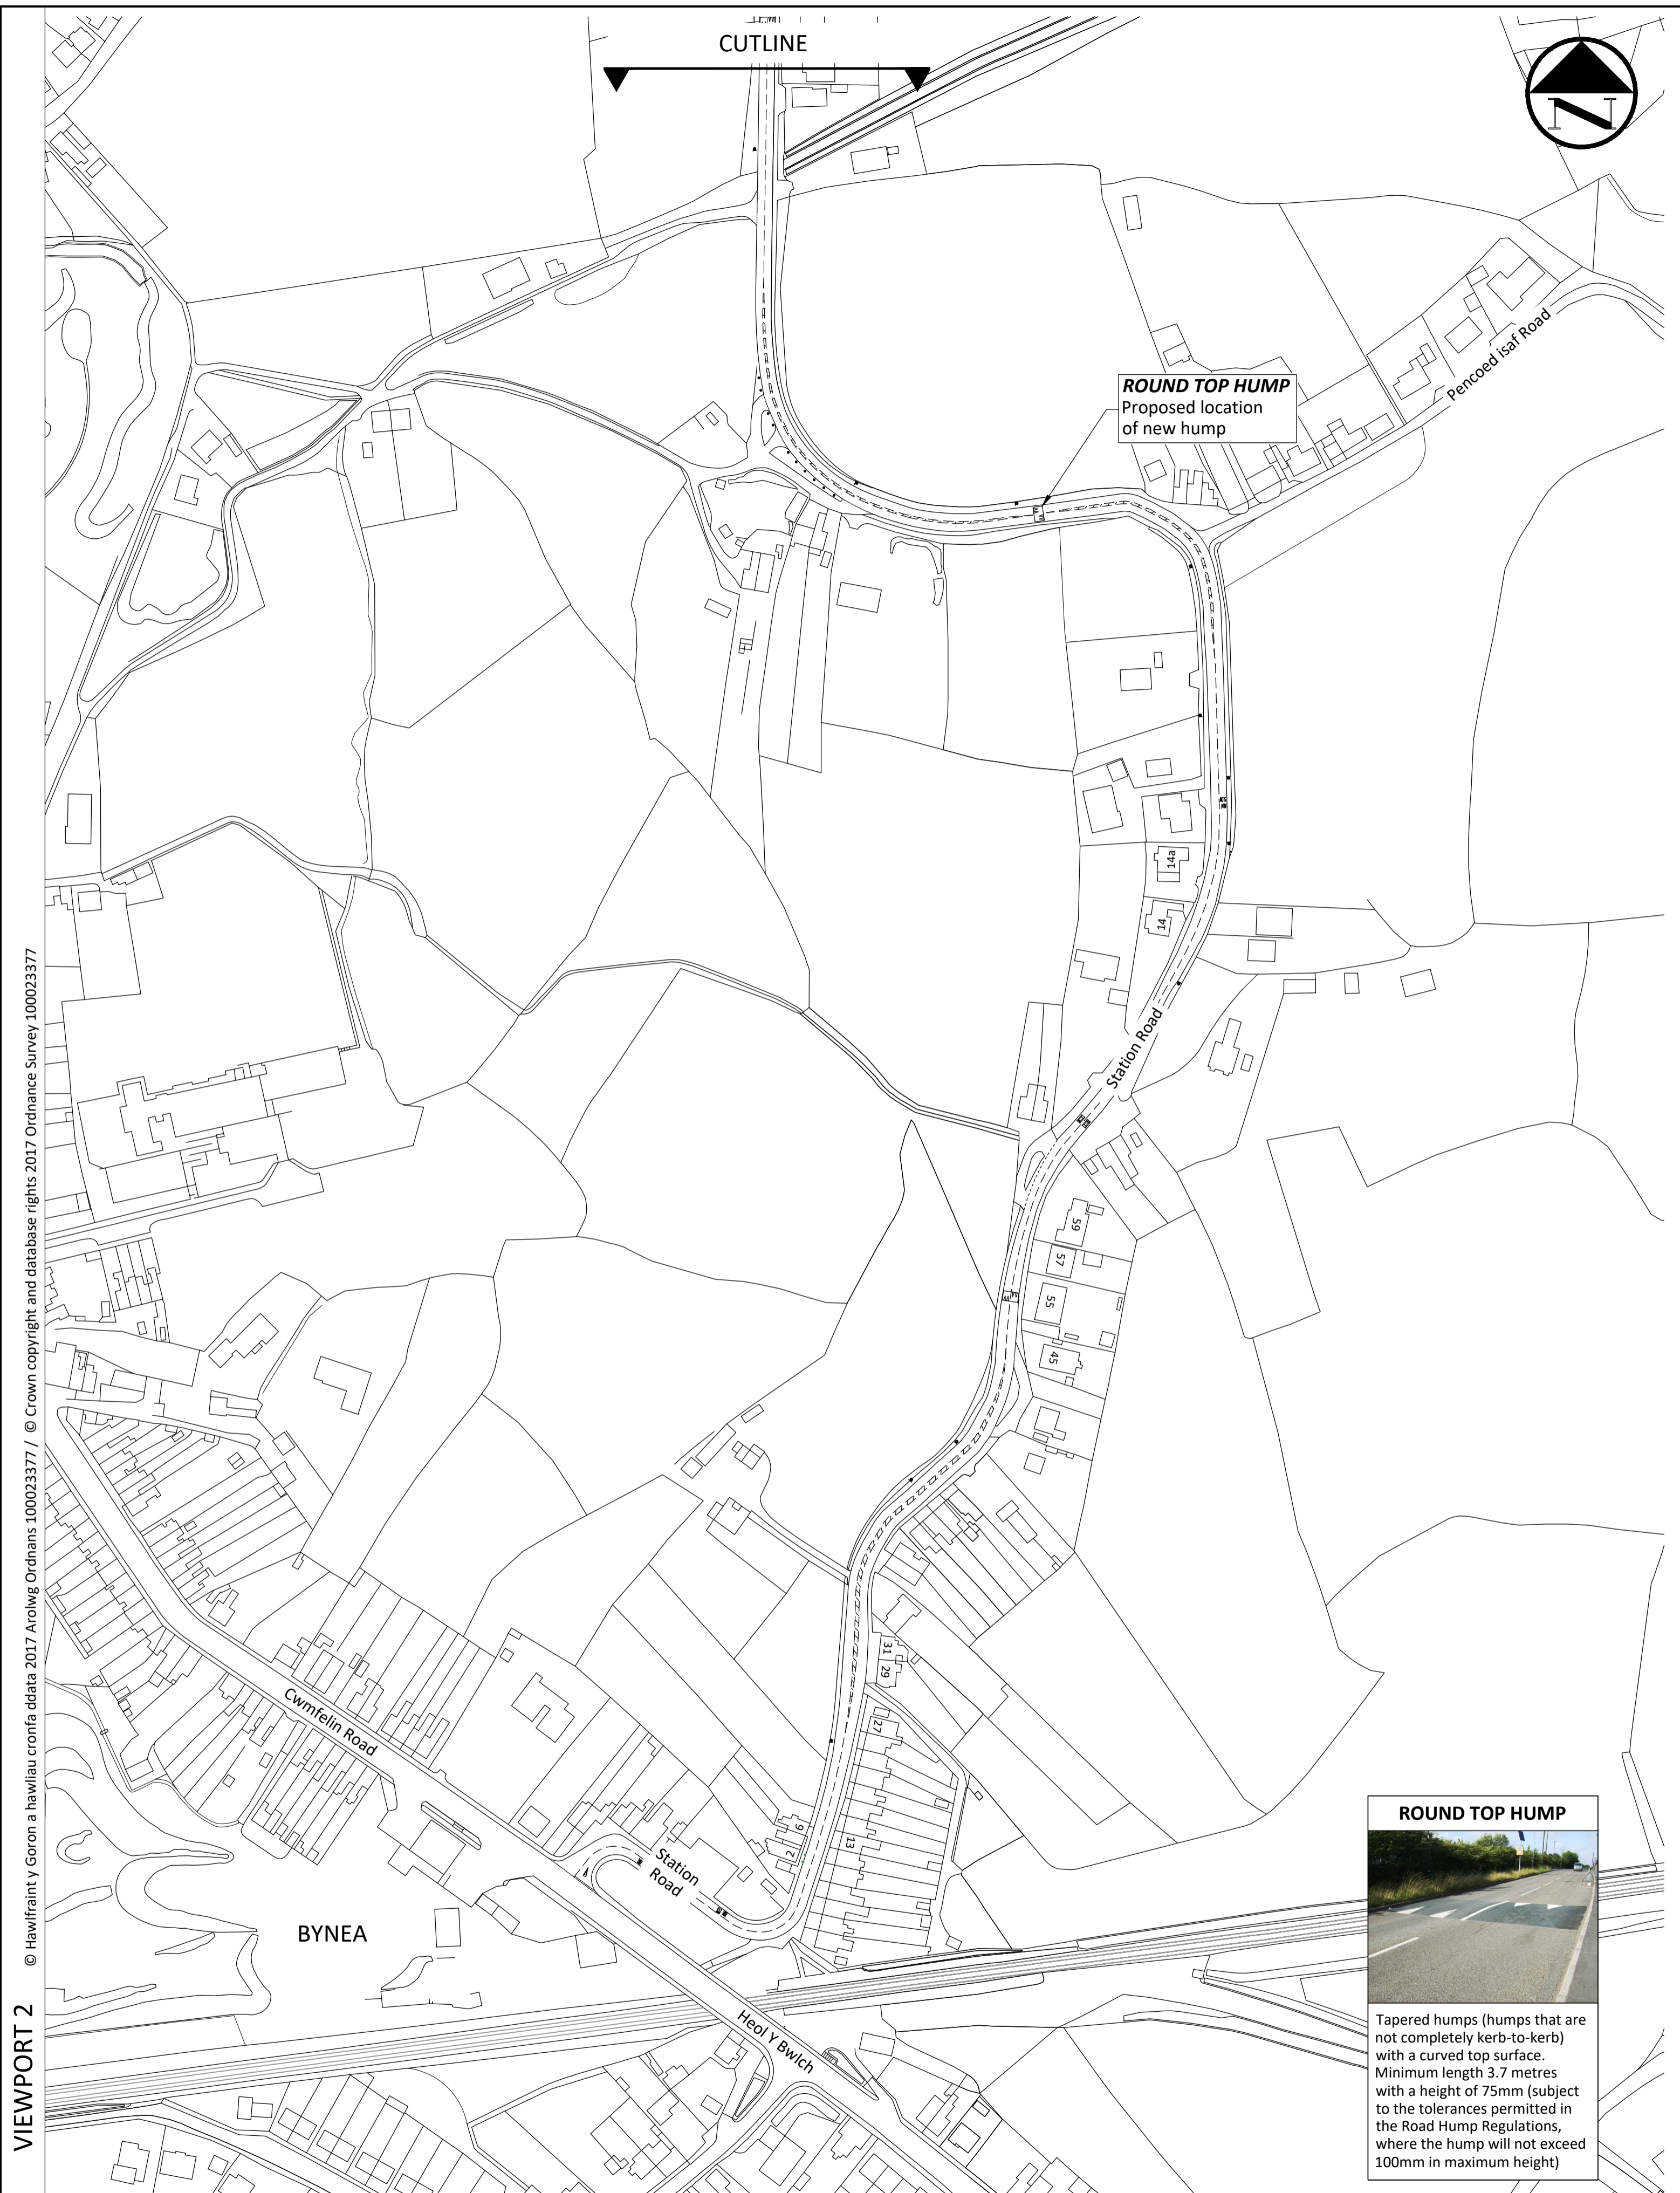 CUTLINE
N
ROUND TOP HUMP
Proposed location
of new hump
Pencoed isaf Road
14a
14
Station Road
59
57
55
45
31
29
27
13
9
2
Cwmfelin Road
Station
Road
BYNEA
Heol Y Bwlch
ROUND TOP HUMP
Tapered humps (humps that are
not completely kerb-to-kerb)
with a curved top surface.
Minimum length 3.7 metres
with a height of 75mm (subject
to the tolerances permitted in
the Road Hump Regulations,
where the hump will not exceed
100mm in maximum height)
VIEWPORT 2
© Hawlfraint y Goron a hawliau cronfa ddata 2017 Arolwg Ordnans 100023377 / © Crown copyright and database rights 2017 Ordnance Survey 100023377